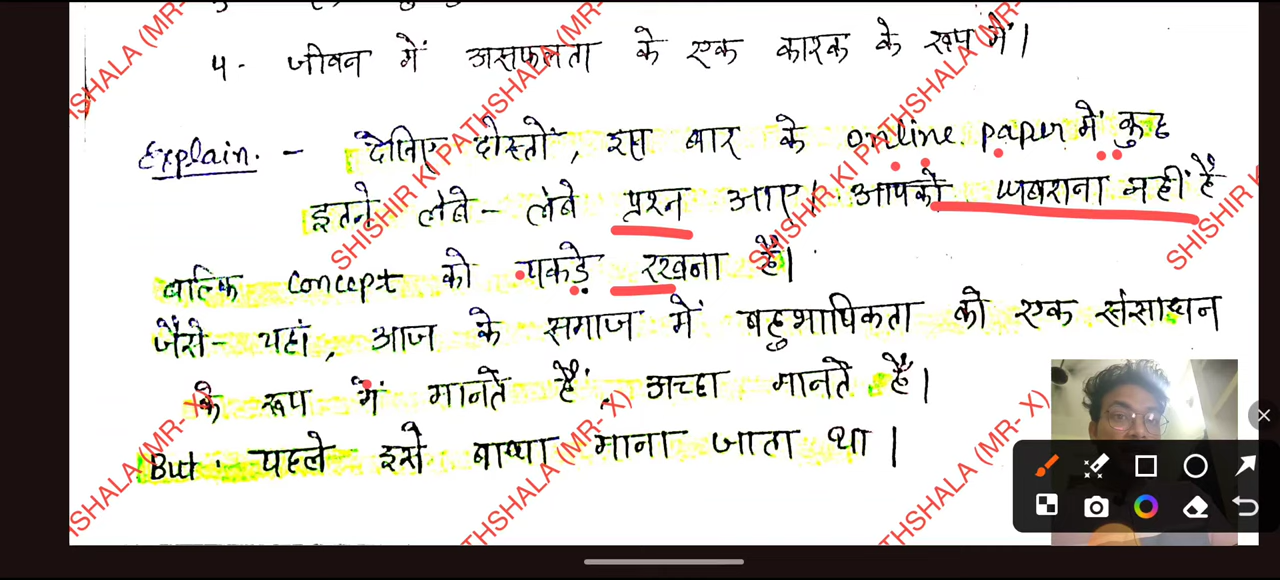 4- जीवन में असफलता के एक कारक के रूप में।
Explain. - देखिए दोस्तों, इस बार के online paper में कुछ
इतने लंबे- लंबे प्रश्न आए। आपको घबराना नहीं है
बल्कि Concept को पकड़े रखना है।
जैसे- यहां, आज के समाज में बहुभाषिकता को एक संसाधन
के रूप में मानते हैं, अच्छा मानते हैं।
But. पहले इसे बाधा माना जाता था।
SHISHIR KI PATHSHALA (MR- X)